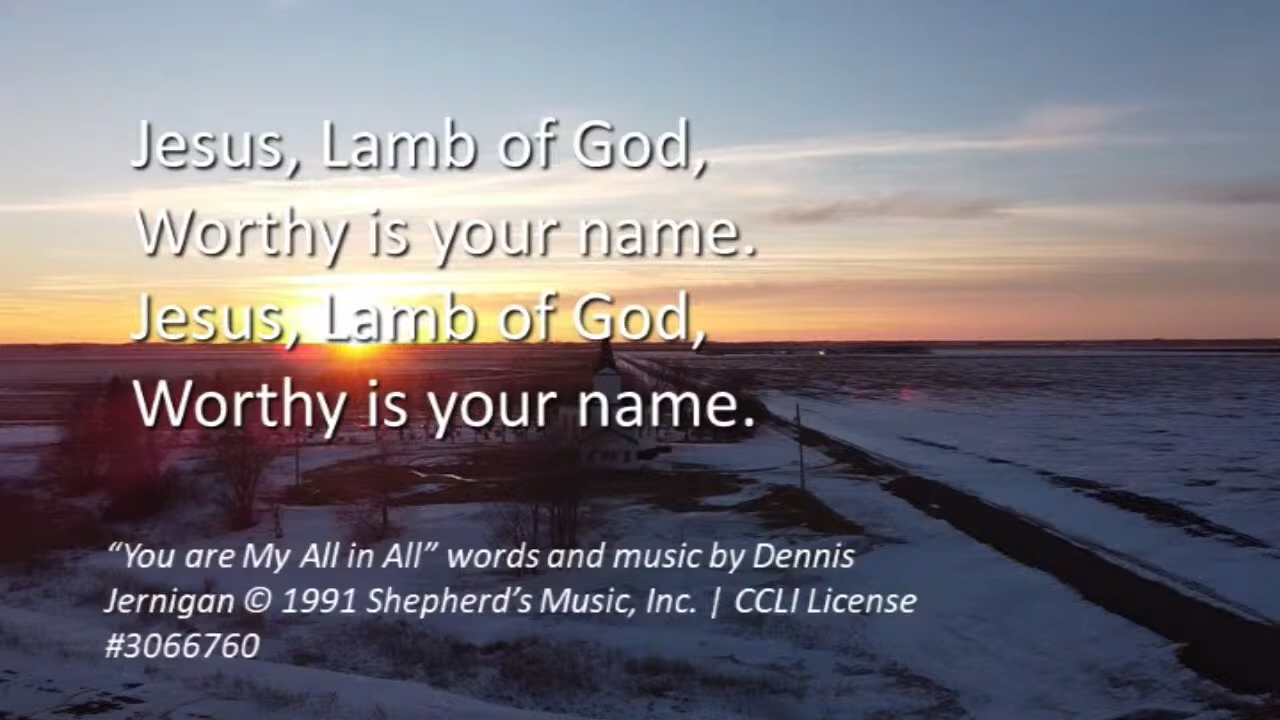 Jesus, Lamb of God,
Worthy is your name.
Jesus, Lamb of God,
Worthy is your name.
“You are My All in All” words and music by Dennis
Jernigan © 1991 Shepherd’s Music, Inc. | CCLI License
#3066760